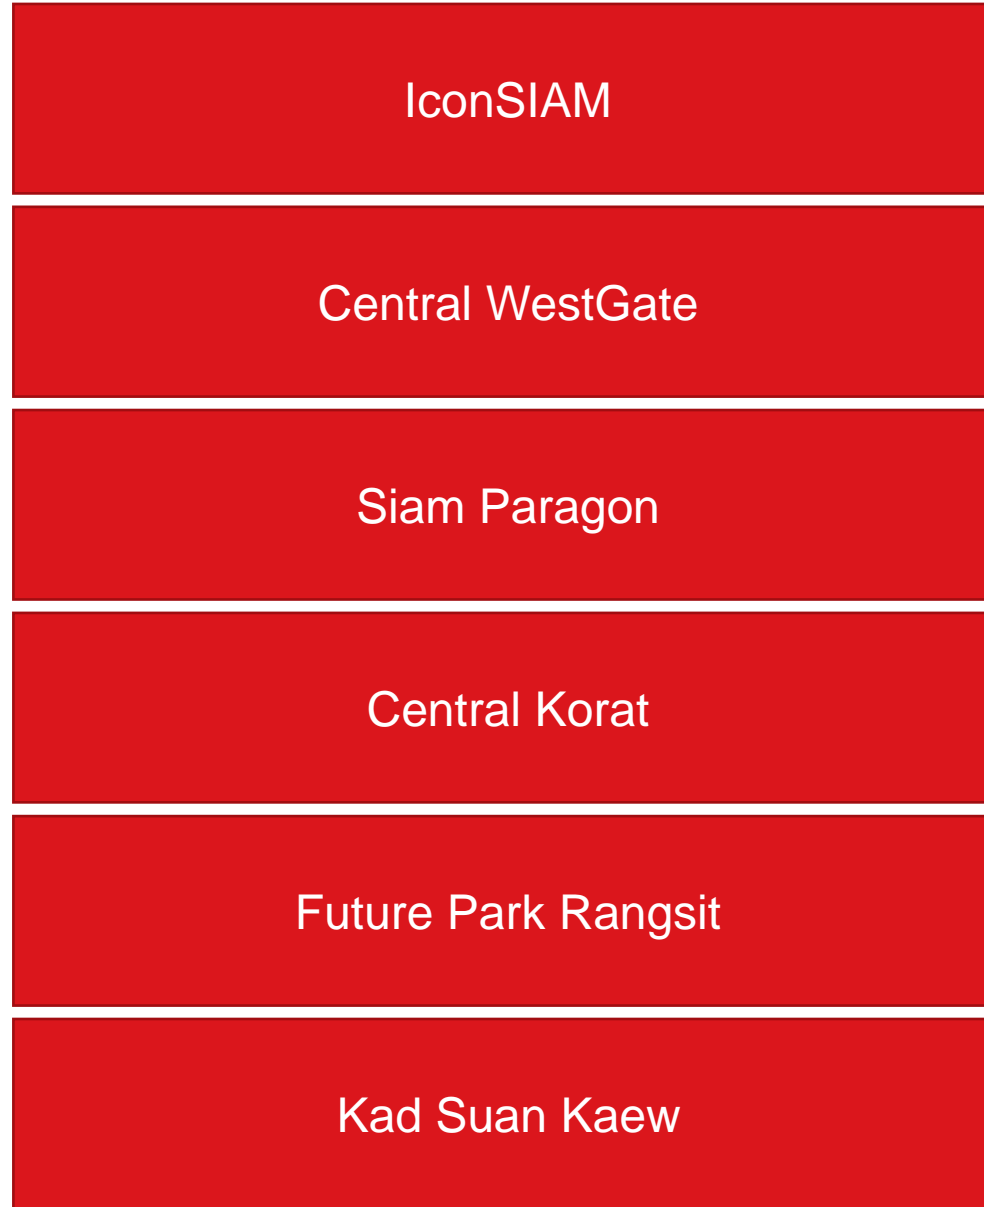 IconSIAM
Central WestGate
Siam Paragon
Central Korat
Future Park Rangsit
Kad Suan Kaew